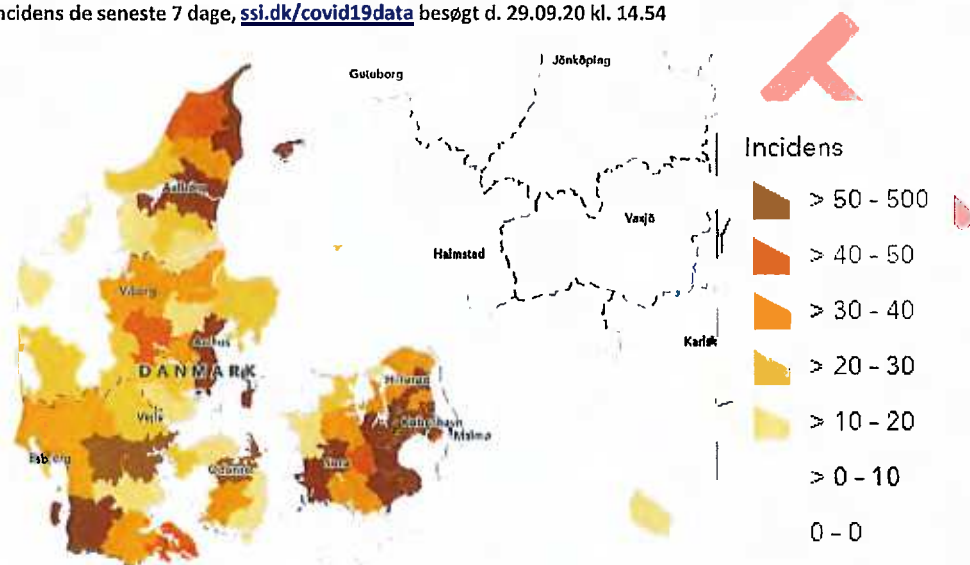 ncidens de seneste 7 dage, ssi.dk/covid19data besøgt d. 29.09.20 kl. 14.54
Jönköping
Incidens
> 50 - 500
Aalborg
Växjö
Halmstad
> 40 - 50
Viborg
> 30 - 40
Aarhus
DANMARK
> 20 - 30
Hillerød
Vejle
København
Malmø
> 10 - 20
Esbjerg
Odense
Sorø
> 0 - 10
0 - 0